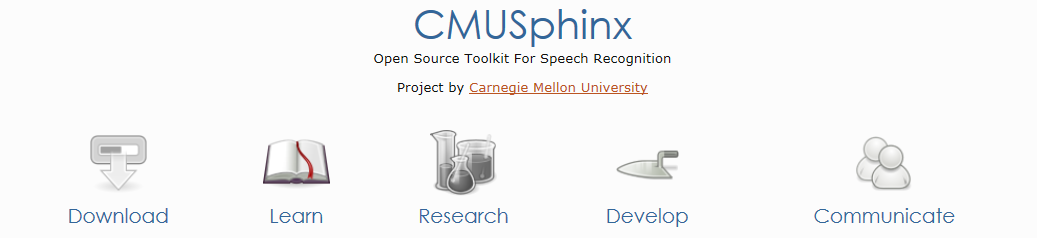 CMUSphinx
Open Source Toolkit For Speech Recognition
Project by Carnegie Mellon University
Download Learn Research Develop Communicate